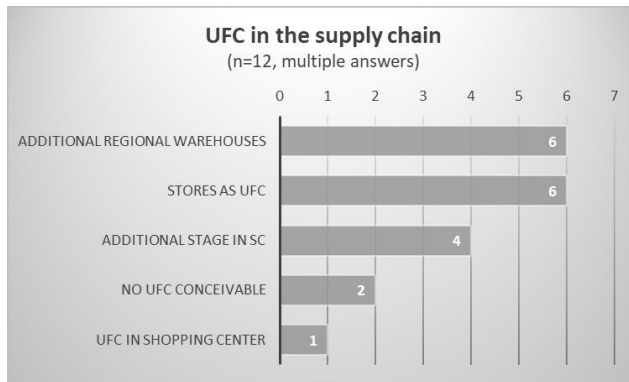 UFC in the supply chain
(n=12, multiple answers)
0 1 2 3 4 5 6 7
ADDITIONAL REGIONAL WAREHOUSES 6
STORES AS UFC 6
ADDITIONAL STAGE IN SC 4
NO UFC CONCEIVABLE 2
UFC IN SHOPPING CENTER 1